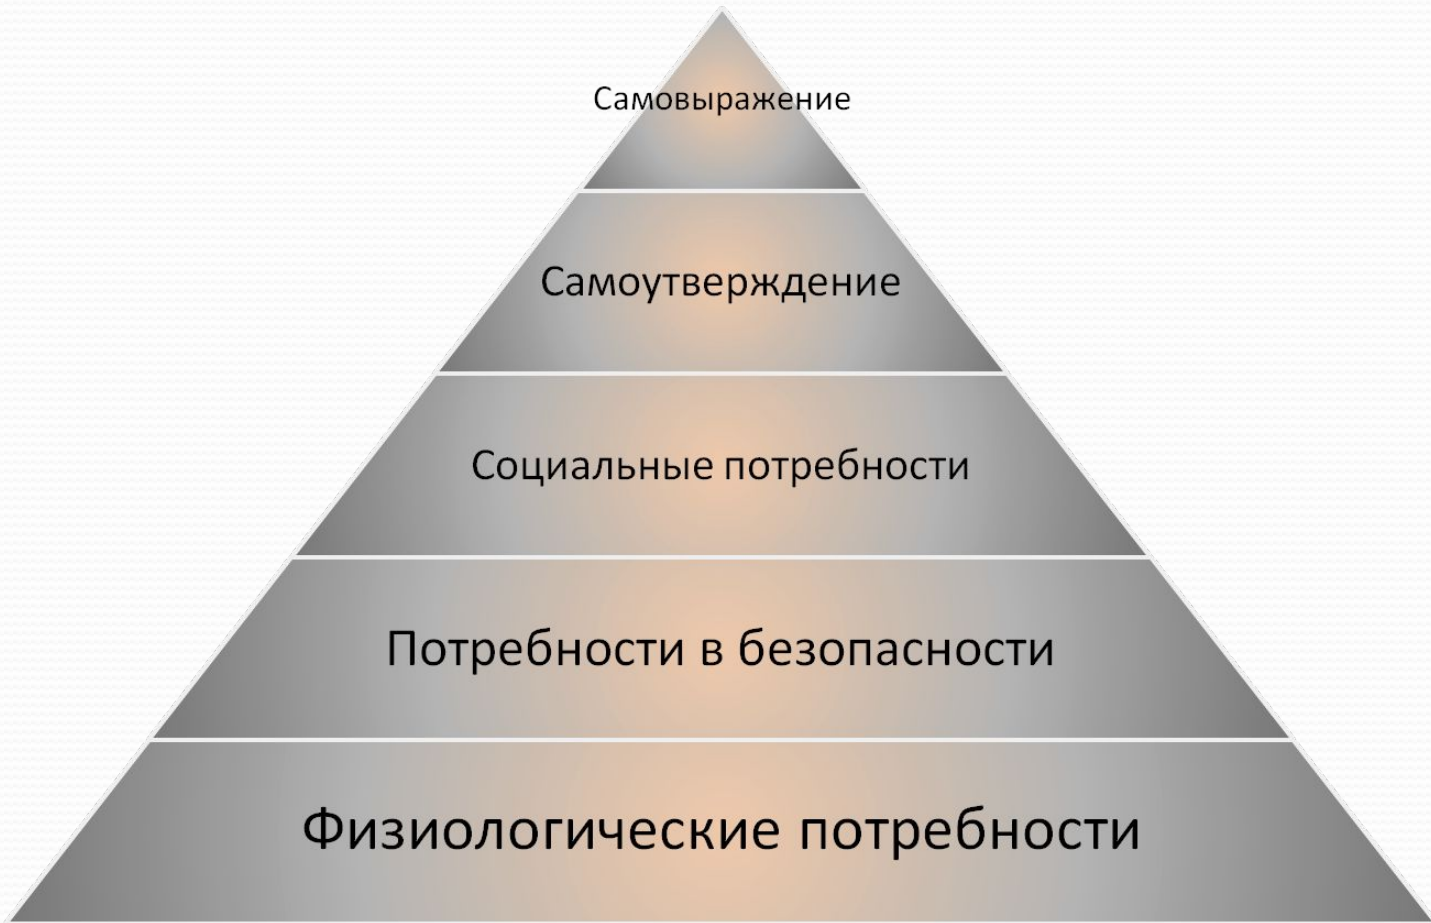 Самовыражение
Самоутверждение
Социальные потребности
Потребности в безопасности
Физиологические потребности